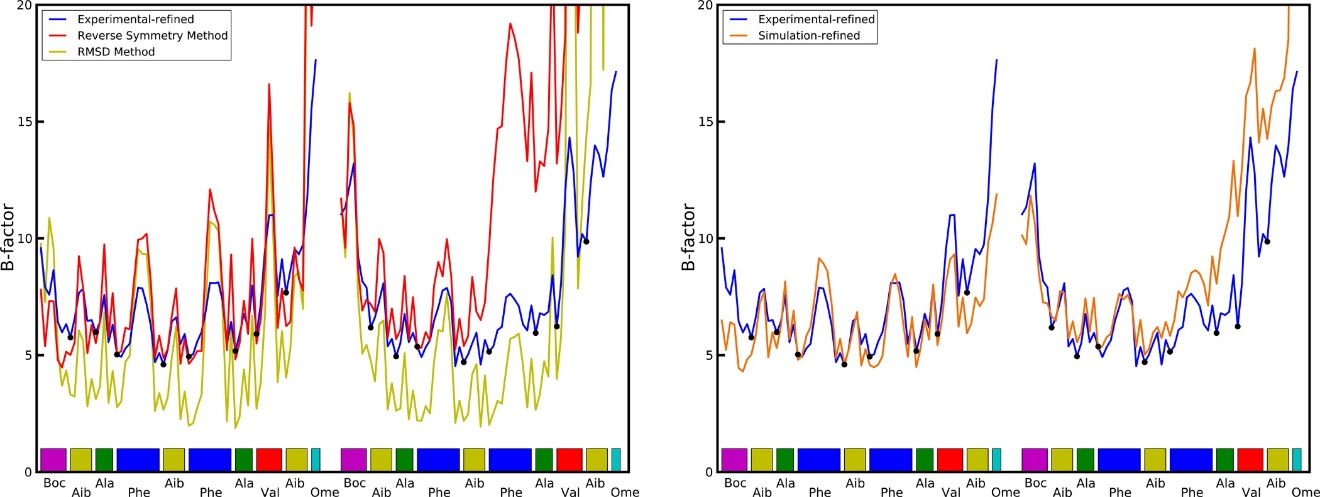 20
15
10
5
0
B-factor
Experimental-refined
Reverse Symmetry Method
RMSD Method
Boc
Aib
Ala
Phe
Aib
Phe
Ala
Val
Aib
Ome
Boc
Aib
Ala
Phe
Aib
Phe
Ala
Val
Aib
Ome
20
15
10
5
0
B-factor
Experimental-refined
Simulation-refined
Boc
Aib
Ala
Phe
Aib
Phe
Ala
Val
Aib
Ome
Boc
Aib
Ala
Phe
Aib
Phe
Ala
Val
Aib
Ome